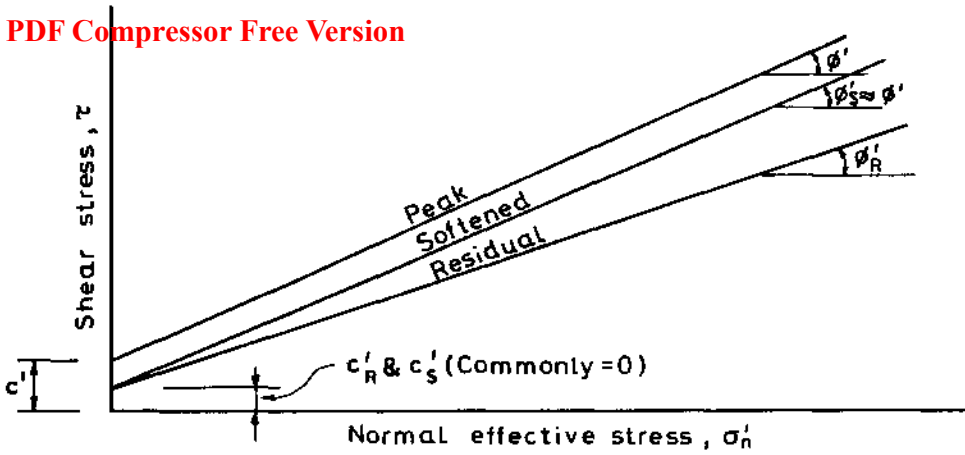 PDF Compressor Free Version
Shear stress, τ
ø'
ø'S≈ ø'
ø'R
Peak
Softened
Residual
c'
c'R & c'S (Commonly = 0)
Normal effective stress, σ'n